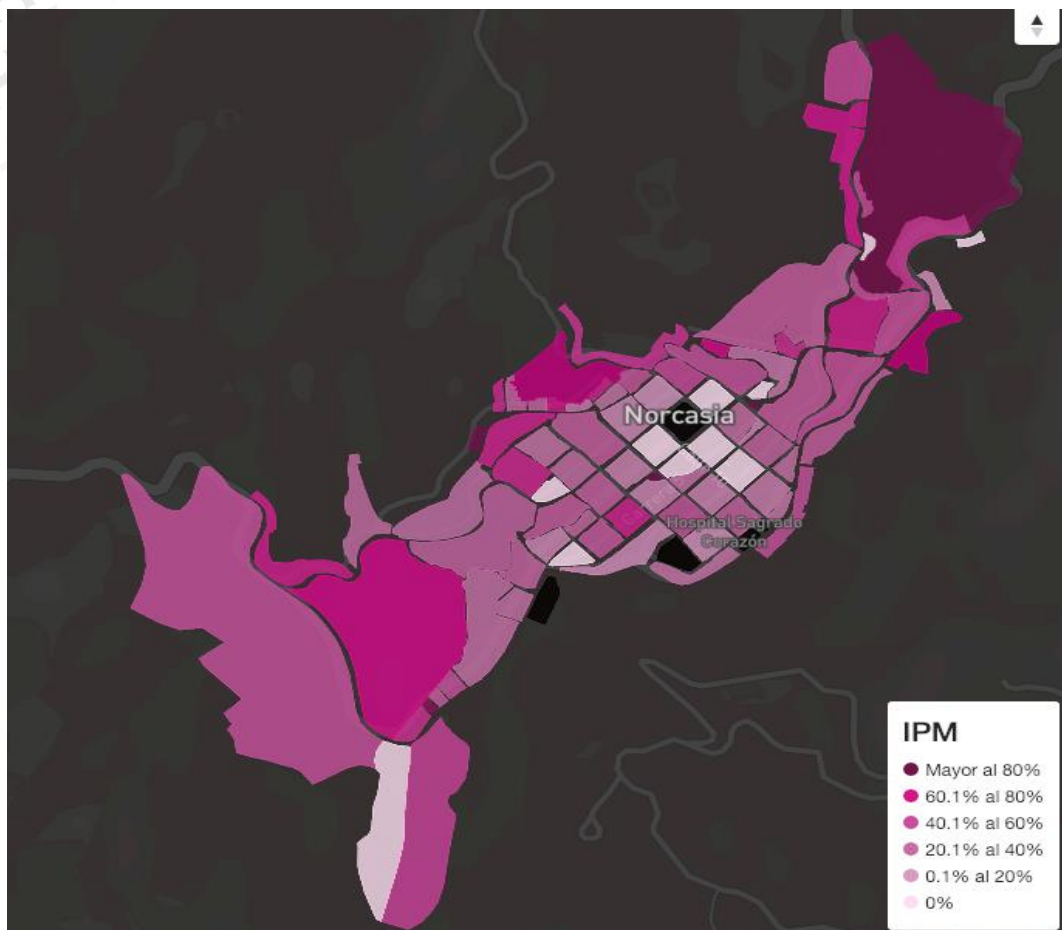 Norcasia
Carrera
Hospital Sagrado
Corazón
IPM
Mayor al 80%
60.1% al 80%
40.1% al 60%
20.1% al 40%
0.1% al 20%
0%